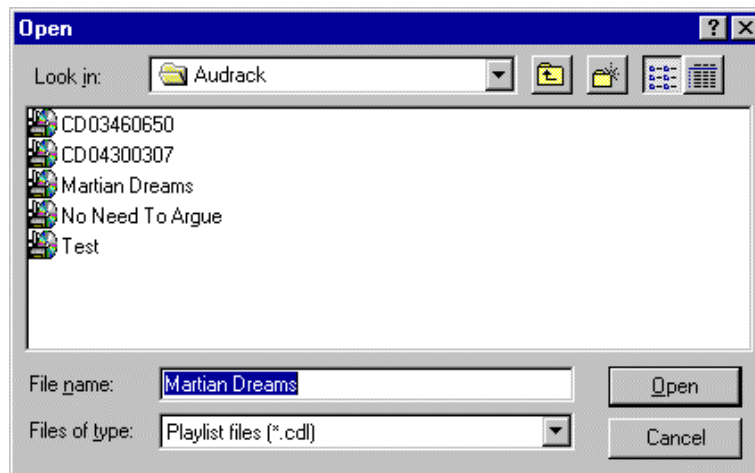 Open
Look in: Audrack
CD03460650
CD04300307
Martian Dreams
No Need To Argue
Test
File name: Martian Dreams Open
Files of type: Playlist files (*.cdl) Cancel